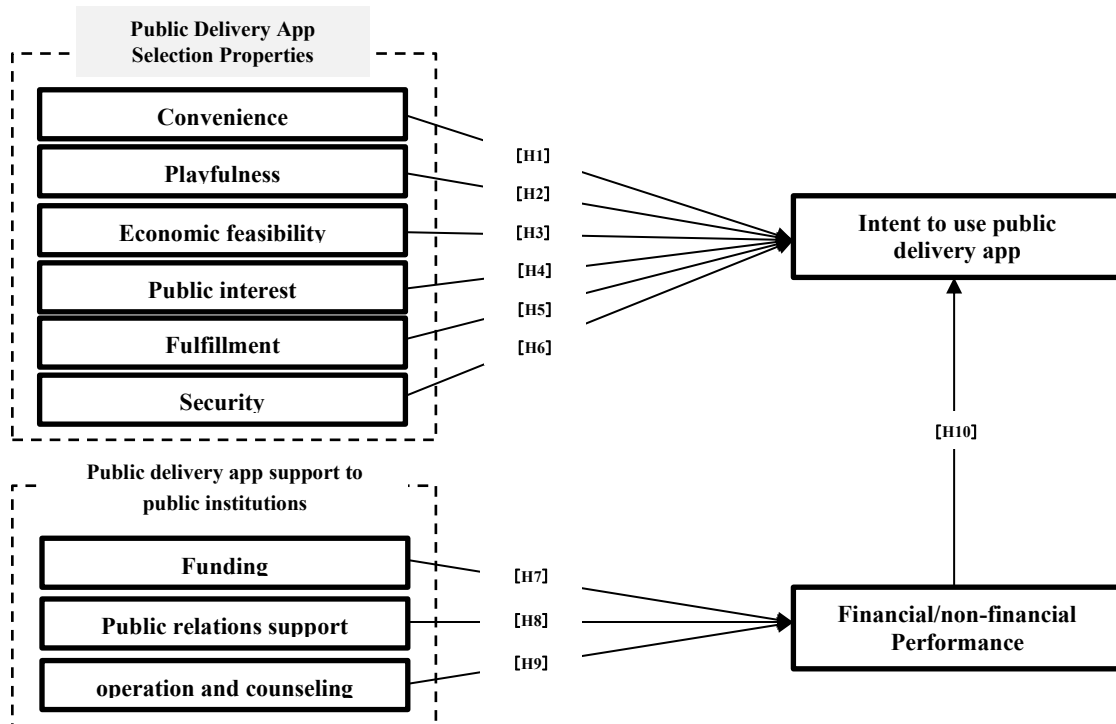 Public Delivery App
Selection Properties
Convenience
Playfulness
Economic feasibility
Public interest
Fulfillment
Security
[H1]
[H2]
[H3]
[H4]
[H5]
[H6]
Intent to use public
delivery app
[H10]
Public delivery app support to
public institutions
Funding
Public relations support
operation and counseling
[H7]
[H8]
[H9]
Financial/non-financial
Performance